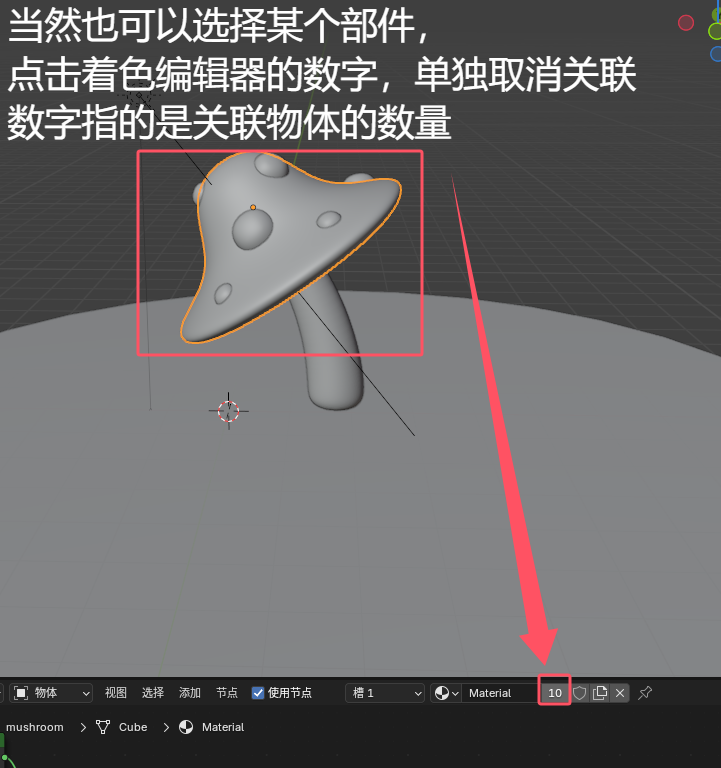 当然也可以选择某个部件，
点击着色编辑器的数字，单独取消关联
数字指的是关联物体的数量
物体 视图 选择 添加 节点 使用节点 槽 1 Material 10
mushroom Cube Material